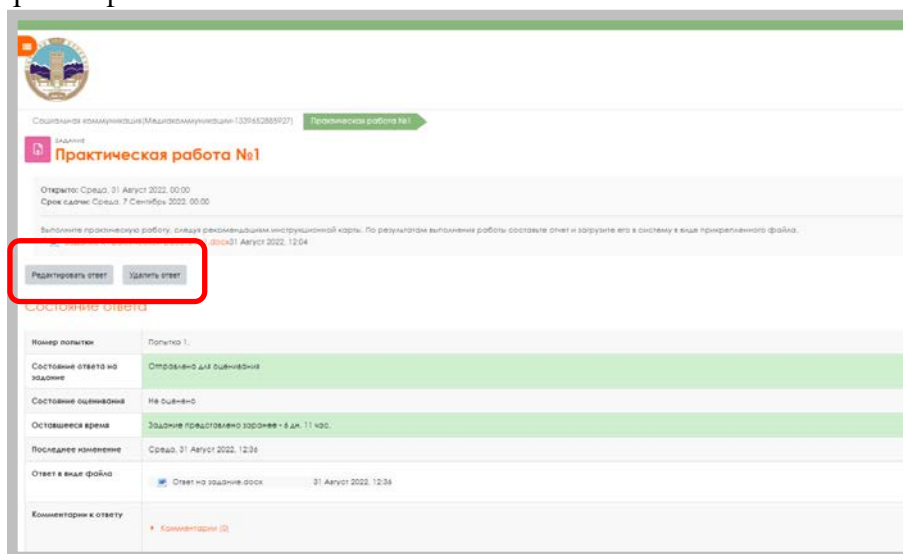 Социальная коммуникация(Медиакоммуникации-1339652885927) Практическая работа №1
ЗАДАНИЕ
Практическая работа №1
Открыто: Среда, 31 Август 2022, 00:00
Срок сдачи: Среда, 7 Сентябрь 2022, 00:00
Выполните практическую работу, следуя рекомендациям инструкционной карты. По результатам выполнения работы составьте отчет и загрузите его в систему в виде прикрепленного файла.
.docx31 Август 2022, 12:04
Редактировать ответ Удалить ответ
Состояние ответа
Номер попытки Попытка 1.
Состояние ответа на Отправлено для оценивания
задание
Состояние оценивания Не оценено
Оставшееся время Задание представлено заранее - 6 дн. 11 час.
Последнее изменение Среда, 31 Август 2022, 12:36
Ответ в виде файла Ответ на задание.docx 31 Август 2022, 12:36
Комментарии к ответу Комментарии (0)